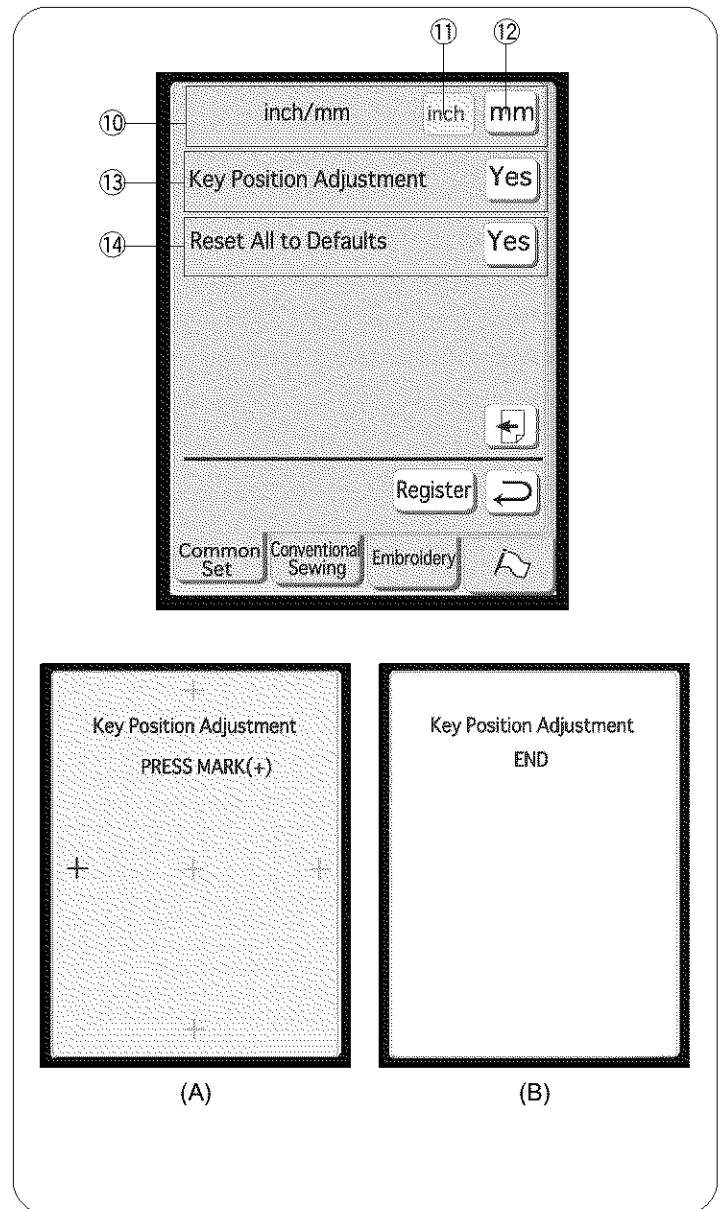 ⑪ ⑫
⑩ inch/mm inch mm
⑬ Key Position Adjustment Yes
⑭ Reset All to Defaults Yes
Register
Common Set
Conventional Sewing
Embroidery
Key Position Adjustment
PRESS MARK(+)
(A)
Key Position Adjustment
END
(B)